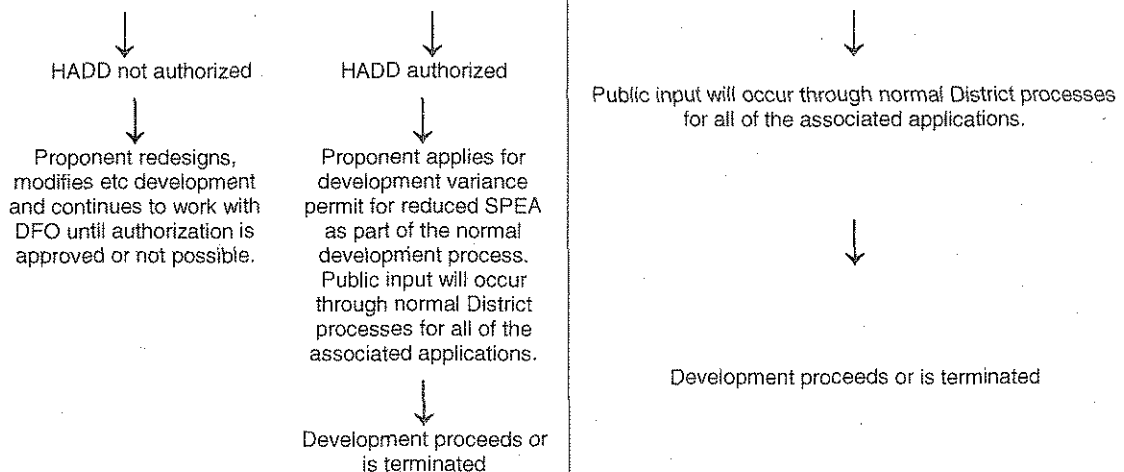 HADD not authorized
Proponent redesigns,
modifies etc development
and continues to work with
DFO until authorization is
approved or not possible.
HADD authorized
Proponent applies for
development variance
permit for reduced SPEA
as part of the normal
development process.
Public input will occur
through normal District
processes for all of the
associated applications.
Development proceeds or
is terminated
Public input will occur through normal District processes
for all of the associated applications.
Development proceeds or is terminated